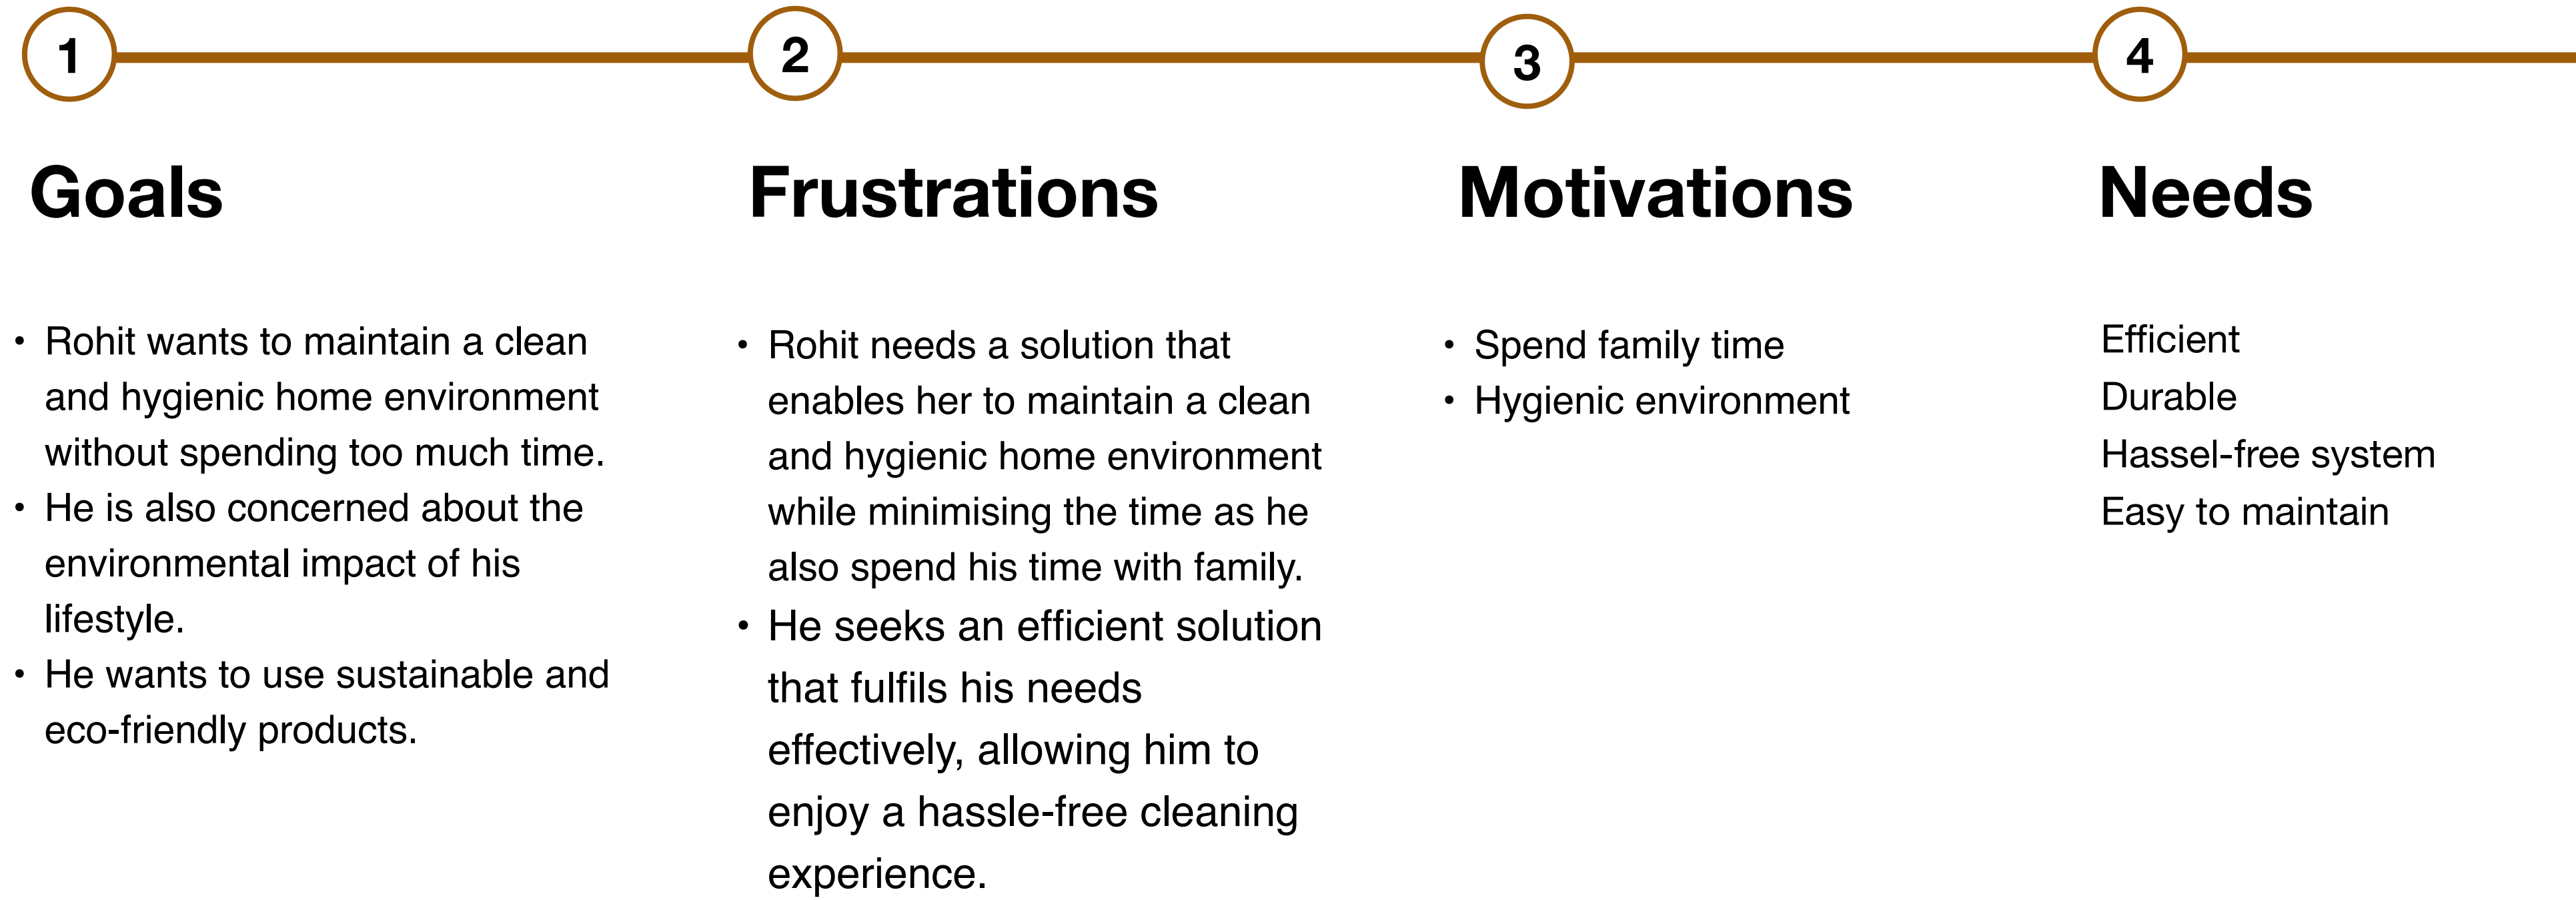 1
2
3
4
Goals
Frustrations
Motivations
Needs
• Rohit wants to maintain a clean
and hygienic home environment
without spending too much time.
• He is also concerned about the
environmental impact of his
lifestyle.
• He wants to use sustainable and
eco-friendly products.
• Rohit needs a solution that
enables her to maintain a clean
and hygienic home environment
while minimising the time as he
also spend his time with family.
• He seeks an efficient solution
that fulfils his needs
effectively, allowing him to
enjoy a hassle-free cleaning
experience.
• Spend family time
• Hygienic environment
Efficient
Durable
Hassel-free system
Easy to maintain